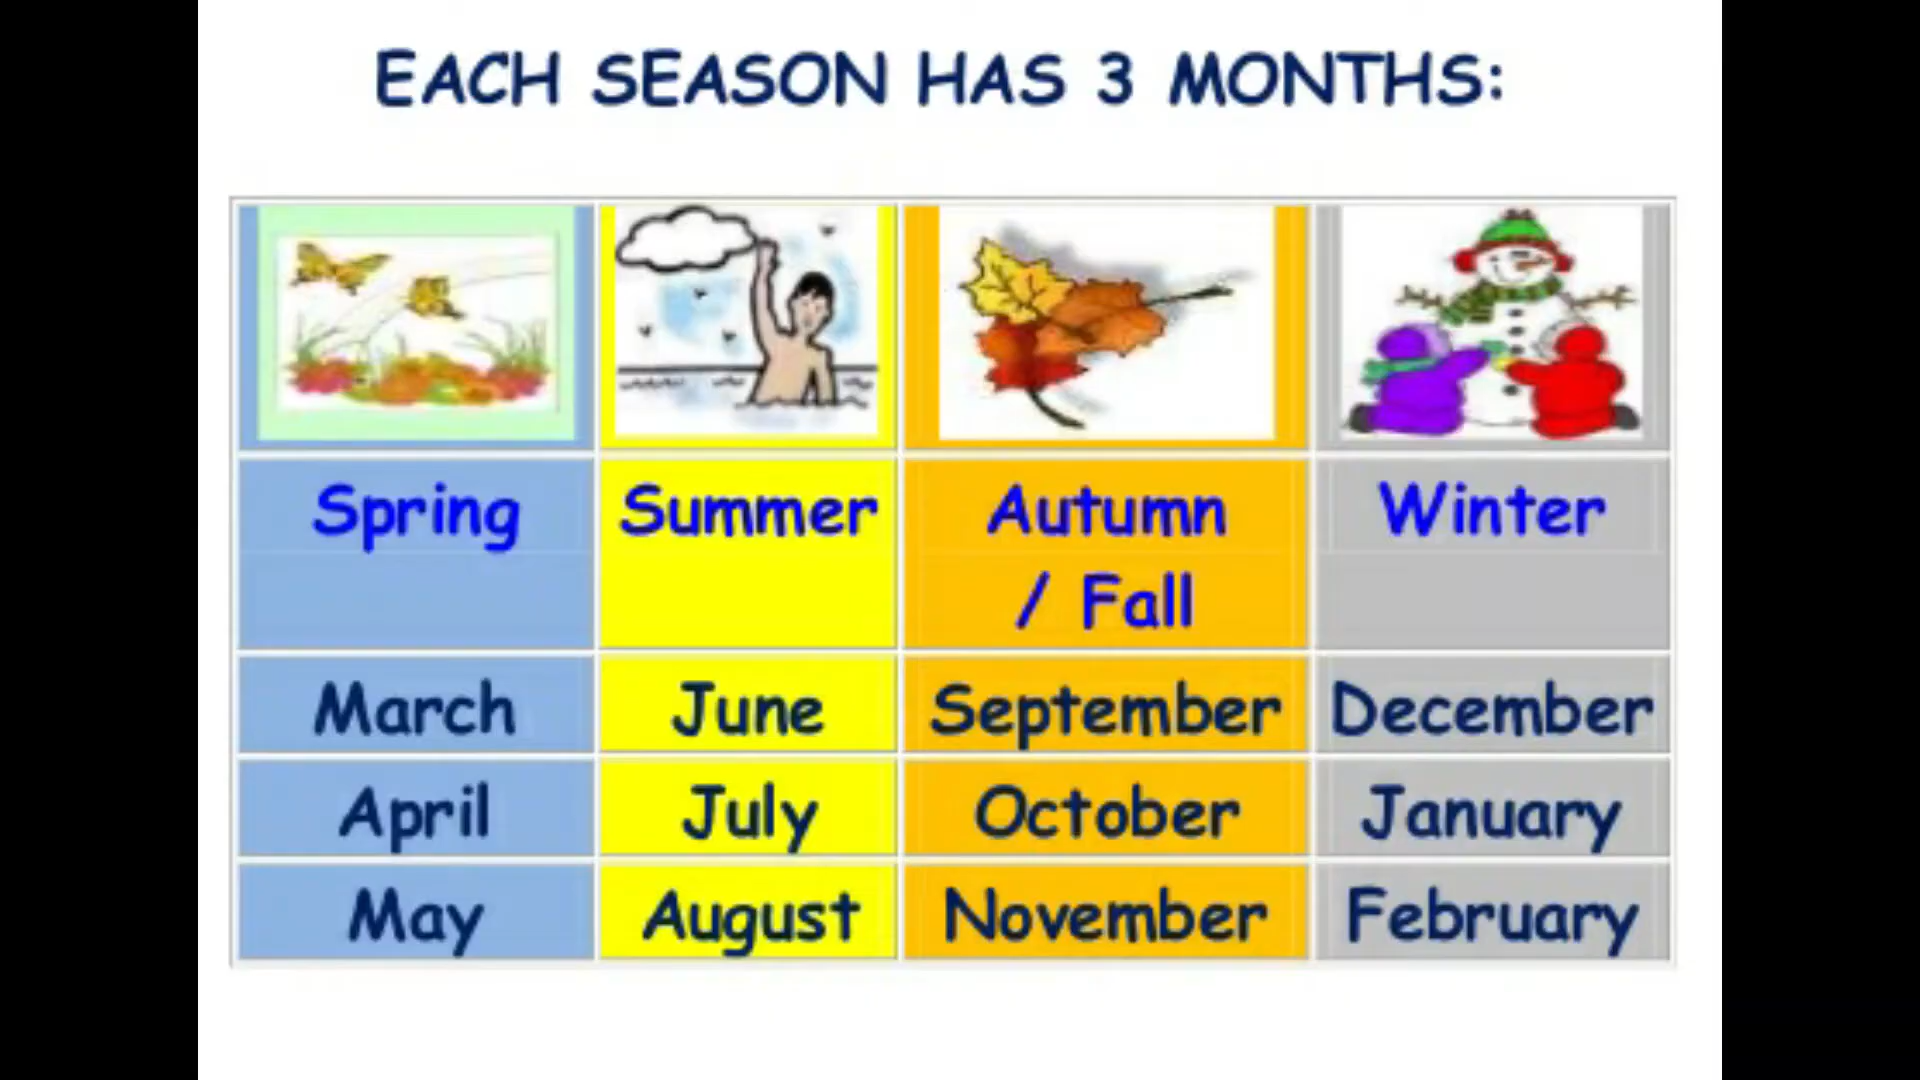 EACH SEASON HAS 3 MONTHS:
Spring Summer Autumn / Fall Winter
March June September December
April July October January
May August November February